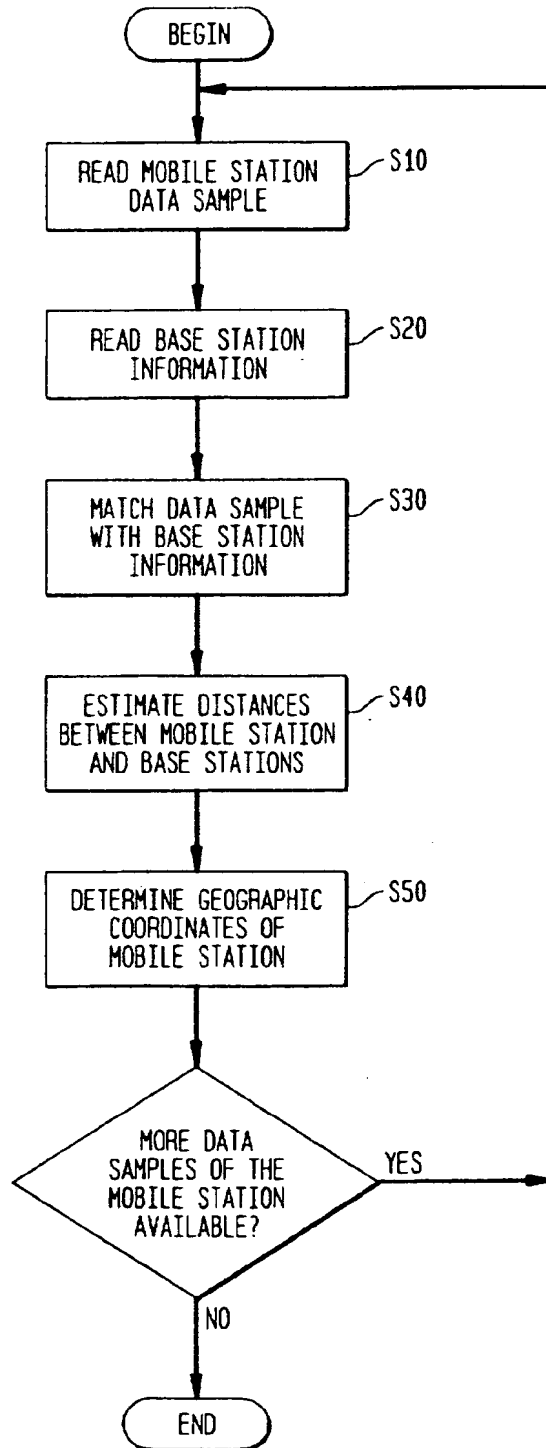 BEGIN
READ MOBILE STATION
DATA SAMPLE
S10
READ BASE STATION
INFORMATION
S20
MATCH DATA SAMPLE
WITH BASE STATION
INFORMATION
S30
ESTIMATE DISTANCES
BETWEEN MOBILE STATION
AND BASE STATIONS
S40
DETERMINE GEOGRAPHIC
COORDINATES OF
MOBILE STATION
S50
MORE DATA
SAMPLES OF THE
MOBILE STATION
AVAILABLE?
YES
NO
END